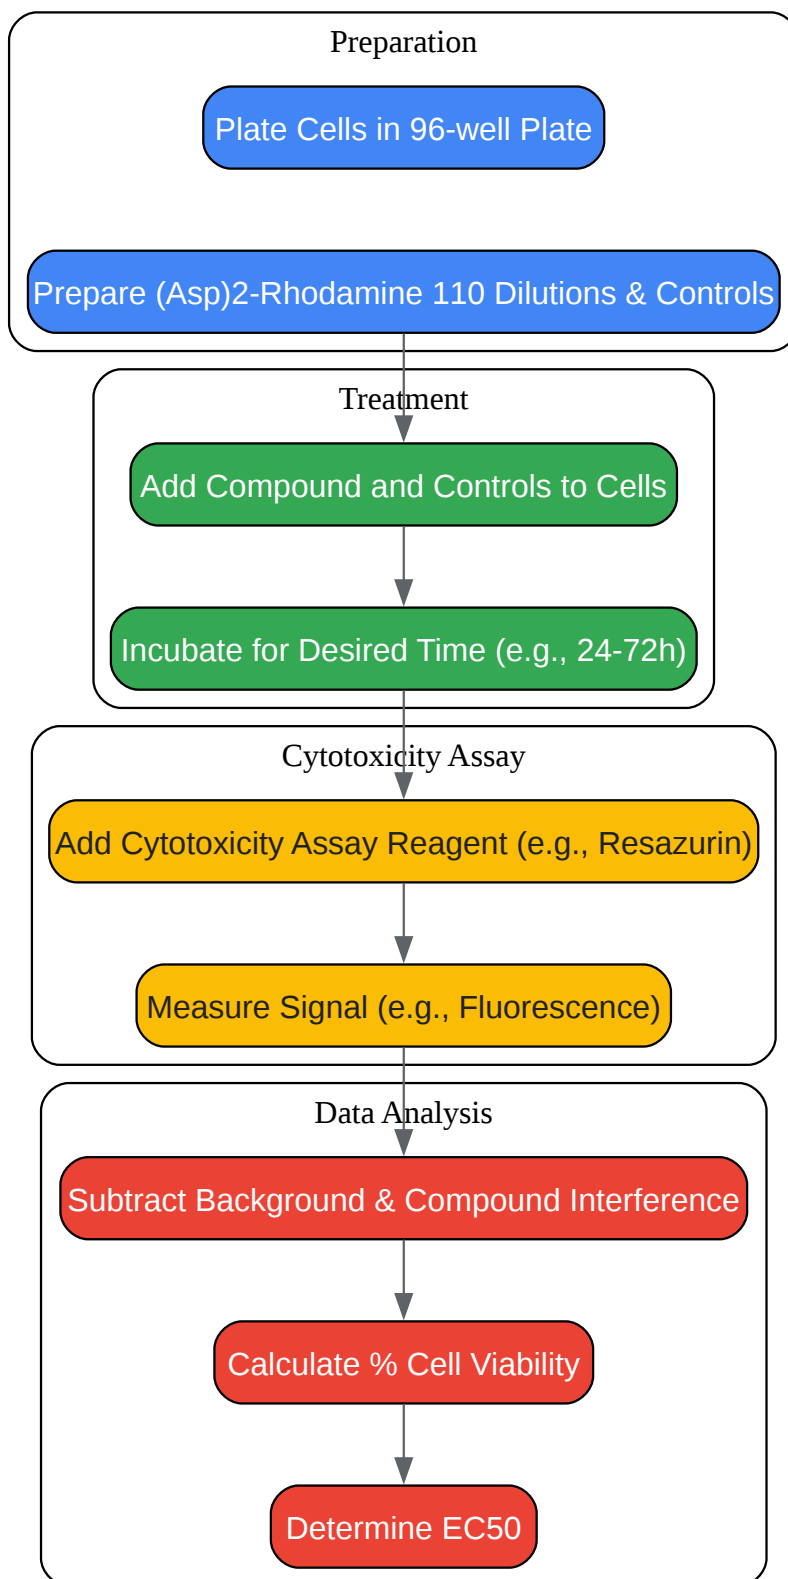 Preparation
Plate Cells in 96-well Plate
Prepare (Asp)2-Rhodamine 110 Dilutions & Controls
Treatment
Add Compound and Controls to Cells
Incubate for Desired Time (e.g., 24-72h)
Cytotoxicity Assay
Add Cytotoxicity Assay Reagent (e.g., Resazurin)
Measure Signal (e.g., Fluorescence)
Data Analysis
Subtract Background & Compound Interference
Calculate % Cell Viability
Determine EC50